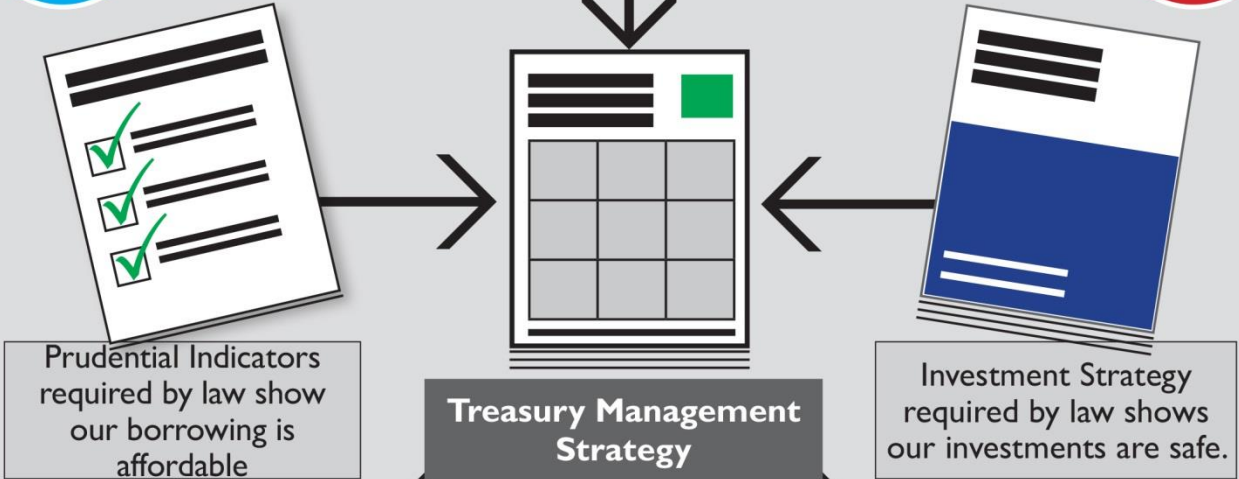 Prudential Indicators
required by law show
our borrowing is
affordable
Treasury Management
Strategy
Investment Strategy
required by law shows
our investments are safe.